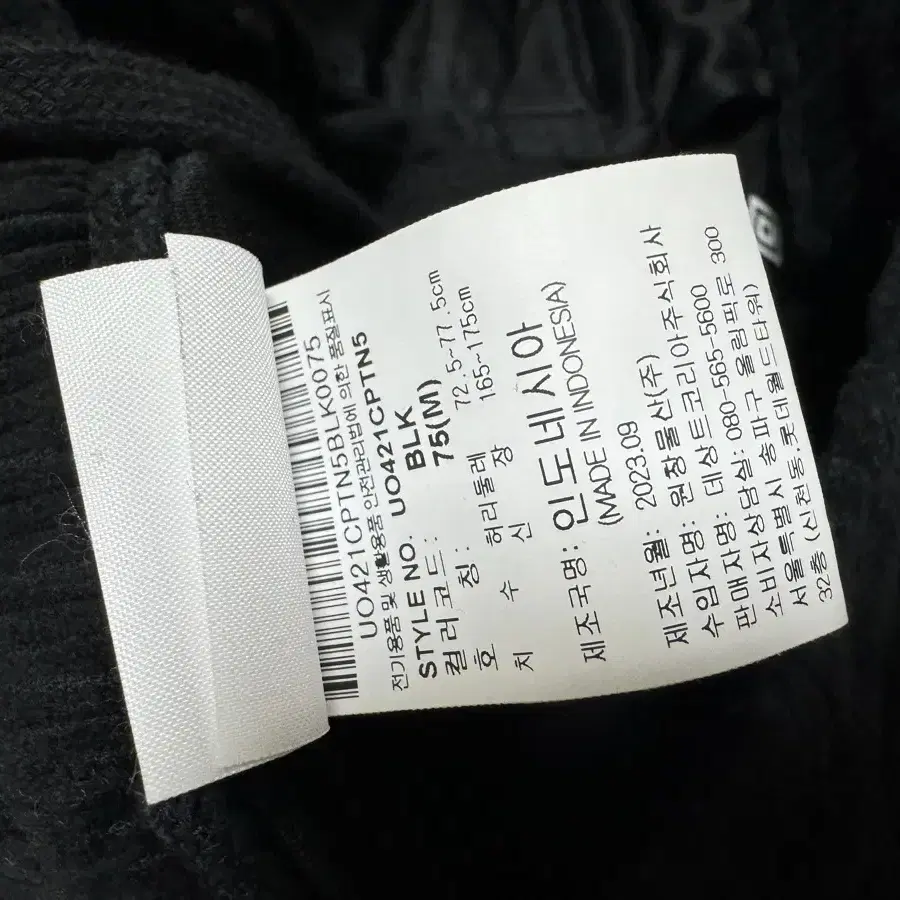 UO421CPTN5BLK0075
전기용품 및 생활용품 안전관리법에 의한 품질표시
STYLE NO. UO421CPTN5
컬러코드: BLK
호 칭: 75(M)
치 수 허리둘레 72.5~77.5cm
신 장 165~175cm
제조국명: 인도네시아
(MADE IN INDONESIA)
제조년월: 2023.09
수입자명: 원창물산(주)
판매자명: 데상트코리아주식회사
소비자상담실: 080-565-5600
서울특별시 송파구 올림픽로 300
32층 (신천동,롯데월드타워)